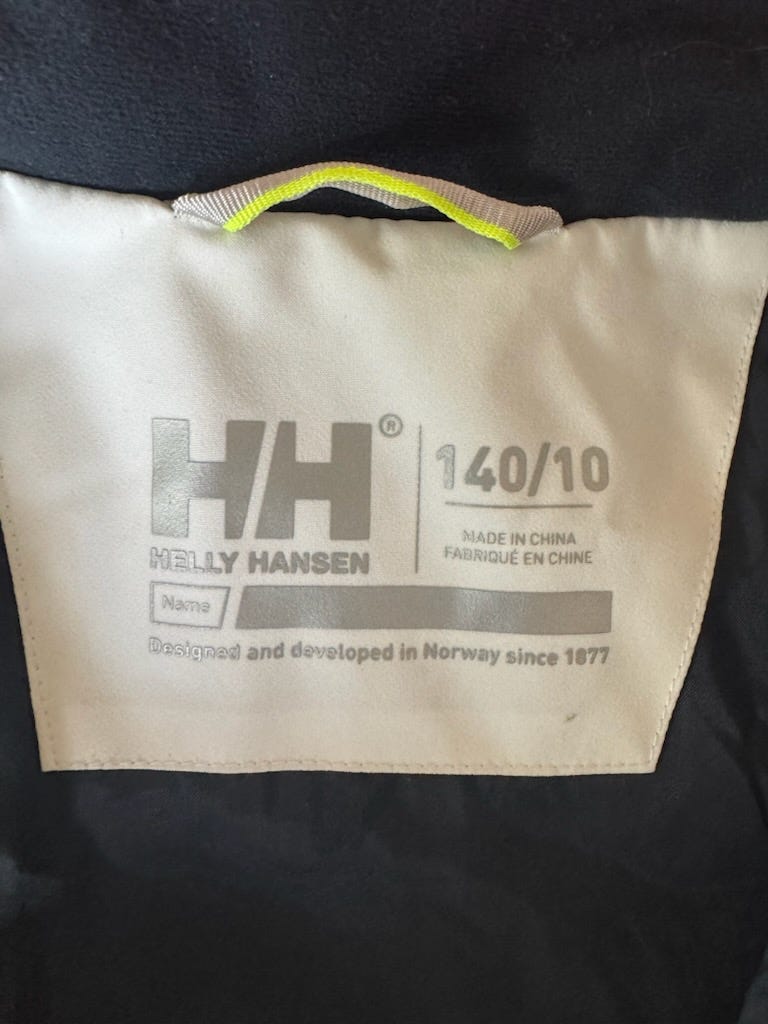 HH®
HELLY HANSEN
140/10
MADE IN CHINA
FABRIQUÉ EN CHINE
Name
Designed and developed in Norway since 1877